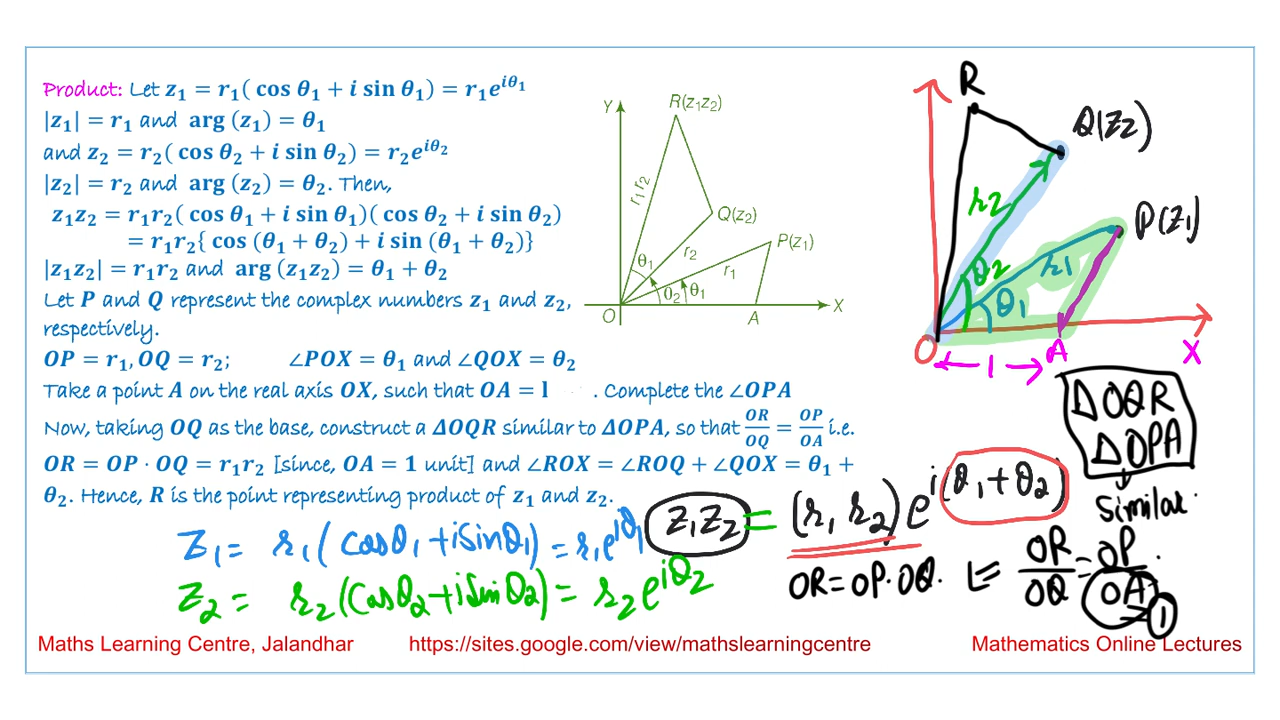 Product: Let z₁ = r₁( cos θ₁ + i sin θ₁) = r₁e^{iθ₁}
|z₁| = r₁ and arg (z₁) = θ₁
and z₂ = r₂( cos θ₂ + i sin θ₂) = r₂e^{iθ₂}
|z₂| = r₂ and arg (z₂) = θ₂. Then,
z₁z₂ = r₁r₂( cos θ₁ + i sin θ₁)( cos θ₂ + i sin θ₂)
= r₁r₂{ cos (θ₁ + θ₂) + i sin (θ₁ + θ₂)}
|z₁z₂| = r₁r₂ and arg (z₁z₂) = θ₁ + θ₂
Let P and Q represent the complex numbers z₁ and z₂,
respectively.
OP = r₁, OQ = r₂; ∠POX = θ₁ and ∠QOX = θ₂
Take a point A on the real axis OX, such that OA = 1 . Complete the ∠OPA
Now, taking OQ as the base, construct a ΔOQR similar to ΔOPA, so that OR/OQ = OP/OA i.e.
OR = OP · OQ = r₁r₂ [since, OA = 1 unit] and ∠ROX = ∠ROQ + ∠QOX = θ₁ +
θ₂. Hence, R is the point representing product of z₁ and z₂.
Y
R(z₁z₂)
r₁r₂
Q(z₂)
P(z₁)
θ₁
r₂
r₁
θ₂
θ₁
O
A
X
R
Q(z₂)
r₂
P(z₁)
r₁
θ₂
θ₁
O
1
A
X
ΔOQR
ΔOPA
Similar
z₁z₂ = (r₁ r₂) e^{i(θ₁+θ₂)}
z₁ = r₁(cosθ₁+isinθ₁) = r₁e^{iθ₁}
z₂ = r₂(cosθ₂+isinθ₂) = r₂e^{iθ₂}
OR = OP·OQ. ⇐ OR/OQ = OP/OA
= 1
Maths Learning Centre, Jalandhar https://sites.google.com/view/mathslearningcentre Mathematics Online Lectures